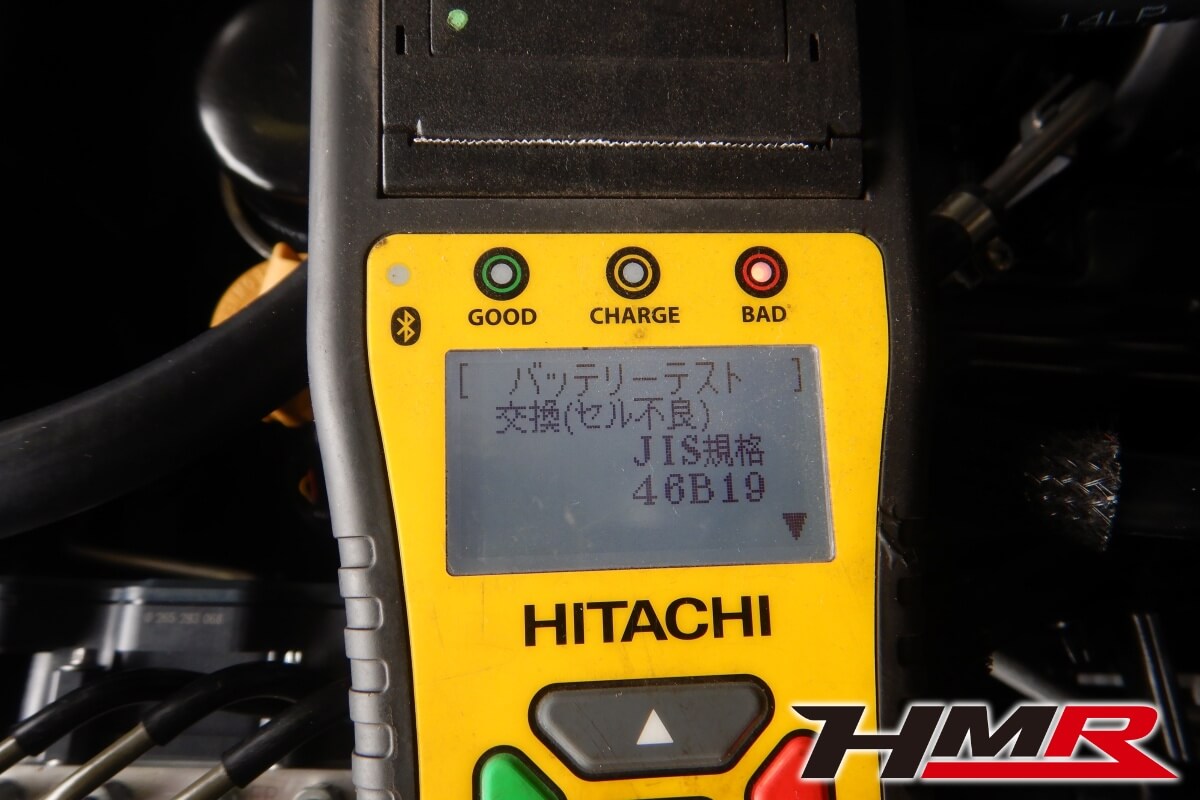 14LP
GOOD CHARGE BAD
[ バッテリーテスト ]
交換(セル不良)
JIS規格
46B19
HITACHI
HMR